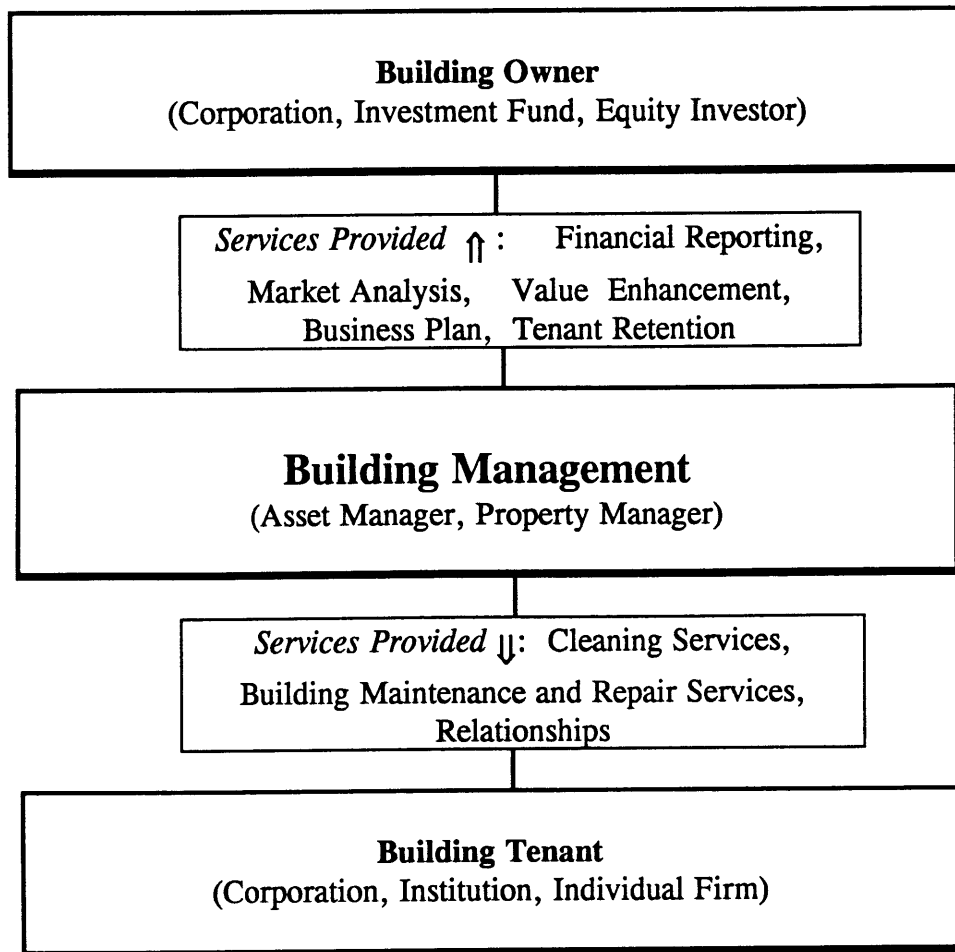 Building Owner
(Corporation, Investment Fund, Equity Investor)
Services Provided ⇑ : Financial Reporting,
Market Analysis, Value Enhancement,
Business Plan, Tenant Retention
Building Management
(Asset Manager, Property Manager)
Services Provided ⇓: Cleaning Services,
Building Maintenance and Repair Services,
Relationships
Building Tenant
(Corporation, Institution, Individual Firm)